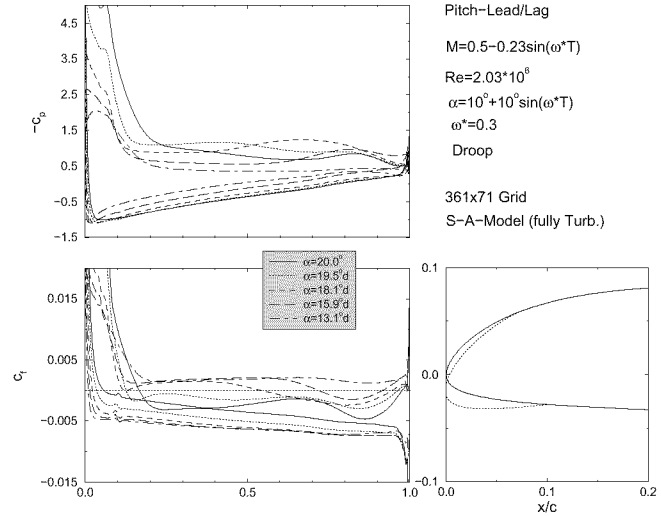 Pitch−Lead/Lag
M=0.5−0.23sin(ω*T)
Re=2.03*10⁶
α=10°+10°sin(ω*T)
ω*=0.3
Droop
361x71 Grid
S−A−Model (fully Turb.)
−cₚ
4.5
3.5
2.5
1.5
0.5
−0.5
−1.5
α=20.0°
α=19.5°d
α=18.1°d
α=15.9°d
α=13.1°d
c_f
0.015
0.005
−0.005
−0.015
0.0
0.5
1.0
0.1
0.0
−0.1
0.0
0.1
0.2
x/c